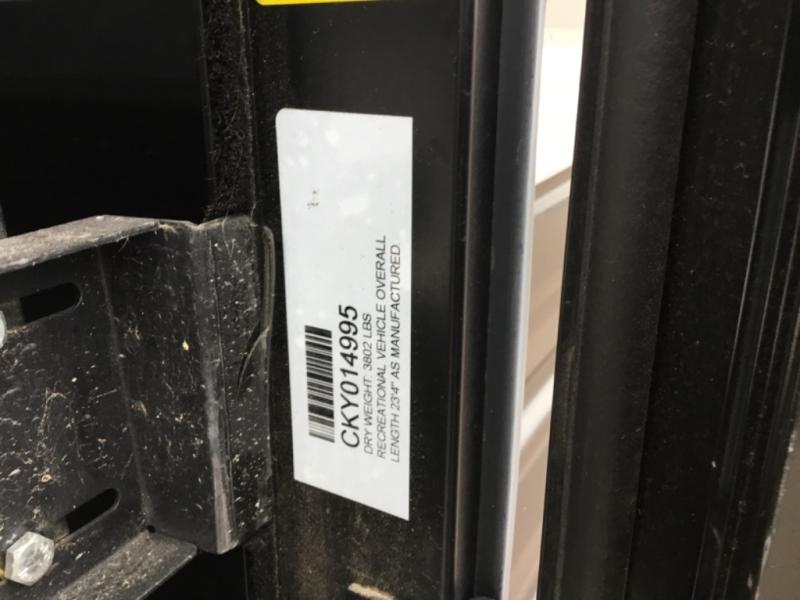 CKY014995
DRY WEIGHT: 3802 LBS
RECREATIONAL VEHICLE OVERALL
LENGTH 23'4" AS MANUFACTURED.